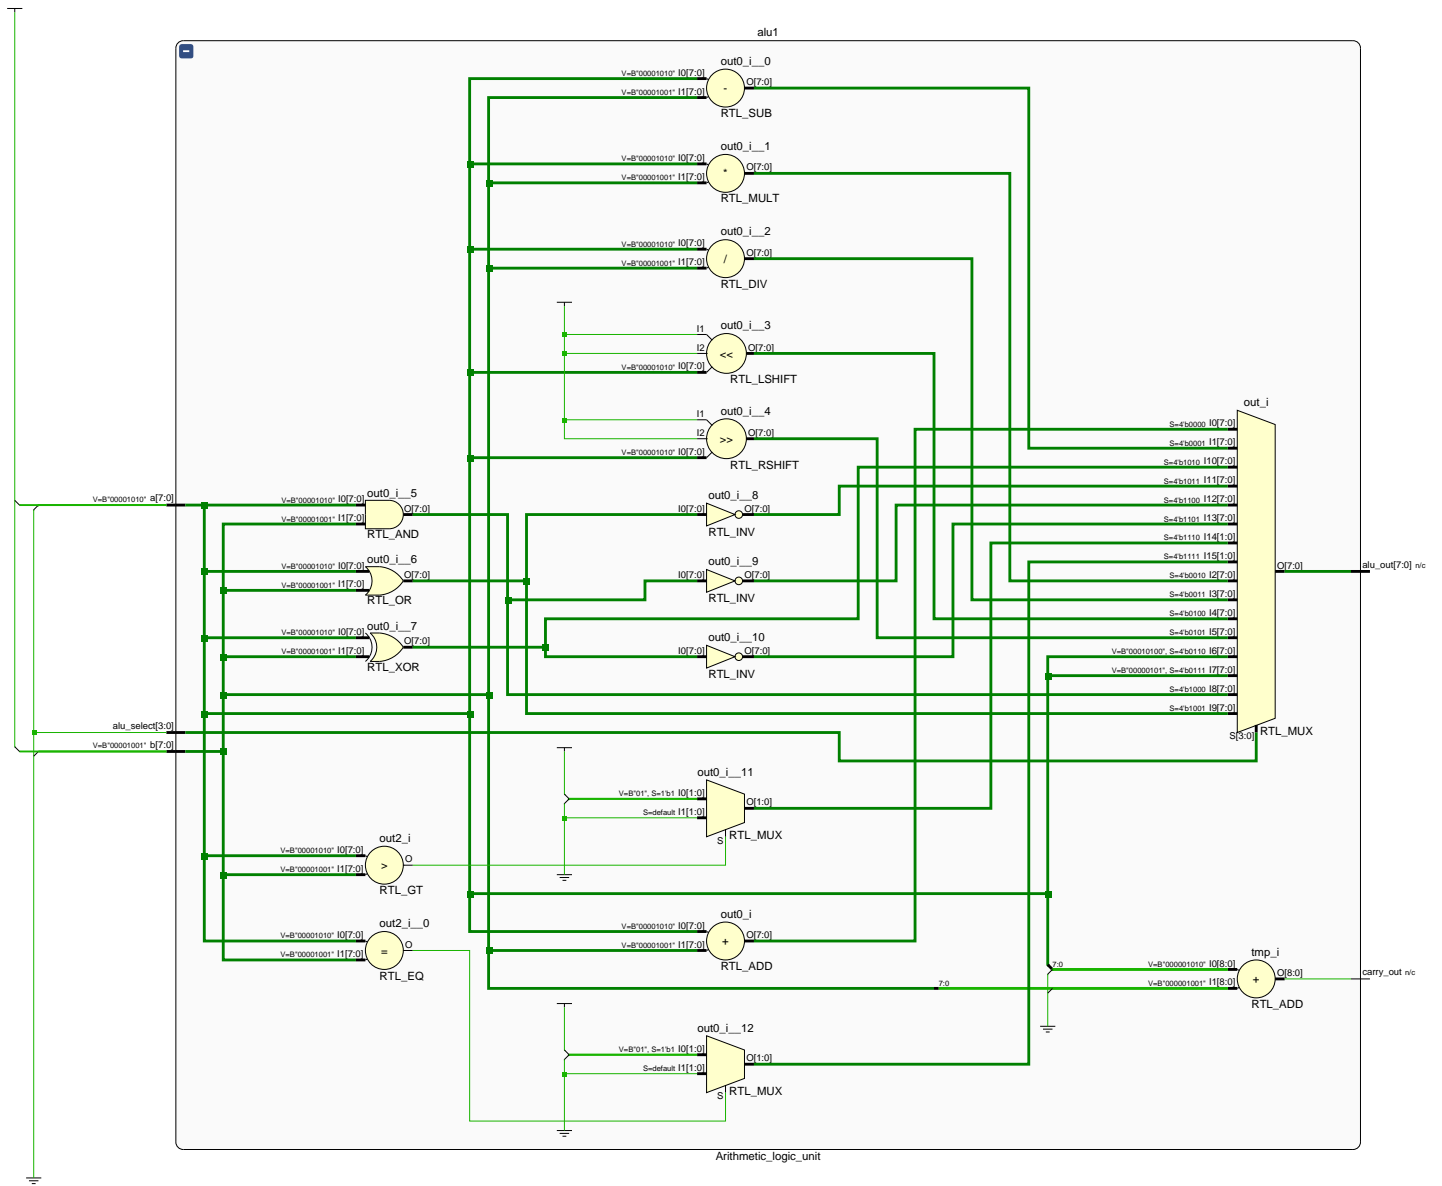 alu1
out0_i__0
V=B"00001010" I0[7:0]
V=B"00001001" I1[7:0]
-
O[7:0]
RTL_SUB
out0_i__1
V=B"00001010" I0[7:0]
V=B"00001001" I1[7:0]
*
O[7:0]
RTL_MULT
out0_i__2
V=B"00001010" I0[7:0]
V=B"00001001" I1[7:0]
/
O[7:0]
RTL_DIV
out0_i__3
I1
I2
V=B"00001010" I0[7:0]
<<
O[7:0]
RTL_LSHIFT
out0_i__4
I1
I2
V=B"00001010" I0[7:0]
>>
O[7:0]
RTL_RSHIFT
out_i
S=4'b0000 I0[7:0]
S=4'b0001 I1[7:0]
S=4'b1010 I10[7:0]
S=4'b1011 I11[7:0]
S=4'b1100 I12[7:0]
S=4'b1101 I13[7:0]
S=4'b1110 I14[1:0]
S=4'b1111 I15[1:0]
S=4'b0010 I2[7:0]
S=4'b0011 I3[7:0]
S=4'b0100 I4[7:0]
S=4'b0101 I5[7:0]
V=B"00010100", S=4'b0110 I6[7:0]
V=B"00000101", S=4'b0111 I7[7:0]
S=4'b1000 I8[7:0]
S=4'b1001 I9[7:0]
S[3:0]
O[7:0]
RTL_MUX
alu_out[7:0] n/c
V=B"00001010" a[7:0]
out0_i__5
V=B"00001010" I0[7:0]
V=B"00001001" I1[7:0]
O[7:0]
RTL_AND
out0_i__8
I0[7:0]
O[7:0]
RTL_INV
out0_i__6
V=B"00001010" I0[7:0]
V=B"00001001" I1[7:0]
O[7:0]
RTL_OR
out0_i__9
I0[7:0]
O[7:0]
RTL_INV
out0_i__7
V=B"00001010" I0[7:0]
V=B"00001001" I1[7:0]
O[7:0]
RTL_XOR
out0_i__10
I0[7:0]
O[7:0]
RTL_INV
alu_select[3:0]
V=B"00001001" b[7:0]
out0_i__11
V=B"01", S=1'b1 I0[1:0]
S=default I1[1:0]
S
O[1:0]
RTL_MUX
out2_i
V=B"00001010" I0[7:0]
V=B"00001001" I1[7:0]
>
O
RTL_GT
out2_i__0
V=B"00001010" I0[7:0]
V=B"00001001" I1[7:0]
=
O
RTL_EQ
out0_i
V=B"00001010" I0[7:0]
V=B"00001001" I1[7:0]
+
O[7:0]
RTL_ADD
tmp_i
7:0
V=B"000001010" I0[8:0]
7:0
V=B"000001001" I1[8:0]
+
O[8:0]
RTL_ADD
carry_out n/c
out0_i__12
V=B"01", S=1'b1 I0[1:0]
S=default I1[1:0]
S
O[1:0]
RTL_MUX
Arithmetic_logic_unit